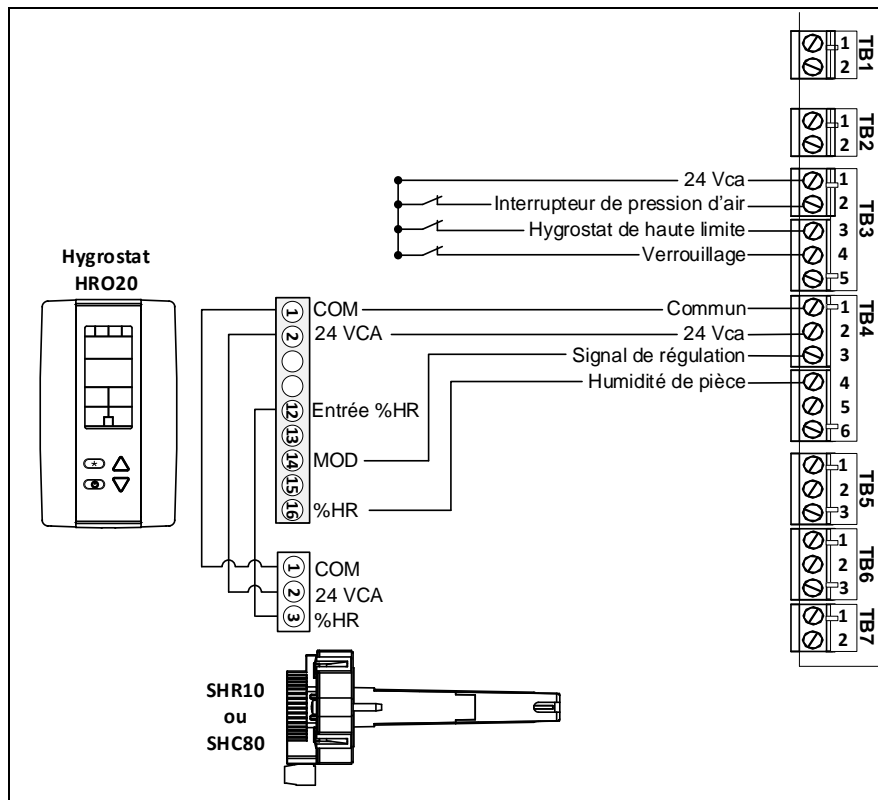 1
2
TB1
1
2
TB2
24 Vca
Interrupteur de pression d'air
Hygrostat de haute limite
Verrouillage
1
2
3
4
5
TB3
Hygrostat
HRO20
1 COM
2 24 VCA
12 Entrée %HR
13
14 MOD
15
16 %HR
Commun
24 Vca
Signal de régulation
Humidité de pièce
1
2
3
4
5
6
TB4
1
2
3
TB5
1 COM
2 24 VCA
3 %HR
1
2
3
TB6
1
2
TB7
SHR10
ou
SHC80